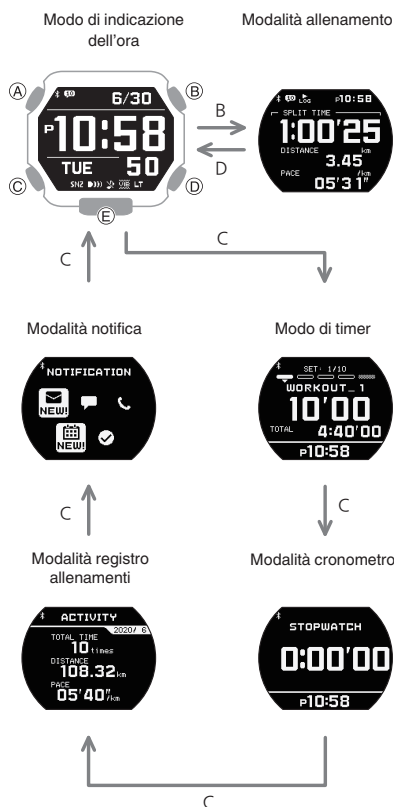 Modo di indicazione
dell'ora
Modalità allenamento
A
B
C
D
E
6/30
P10:58
TUE 50
SNZ VIB LT
B
D
LOG P10:58
SPLIT TIME
1:00'25
DISTANCE km
3.45
PACE /km
05'31"
C
C
Modalità notifica
NOTIFICATION
NEW!
NEW!
Modo di timer
SET: 1/10
WORKOUT_1
10'00
TOTAL 4:40'00
P10:58
C
C
Modalità registro
allenamenti
ACTIVITY
2020/ 6
TOTAL TIME
10 times
DISTANCE
108.32 km
PACE
05'40" /km
Modalità cronometro
STOPWATCH
0:00'00
P10:58
C